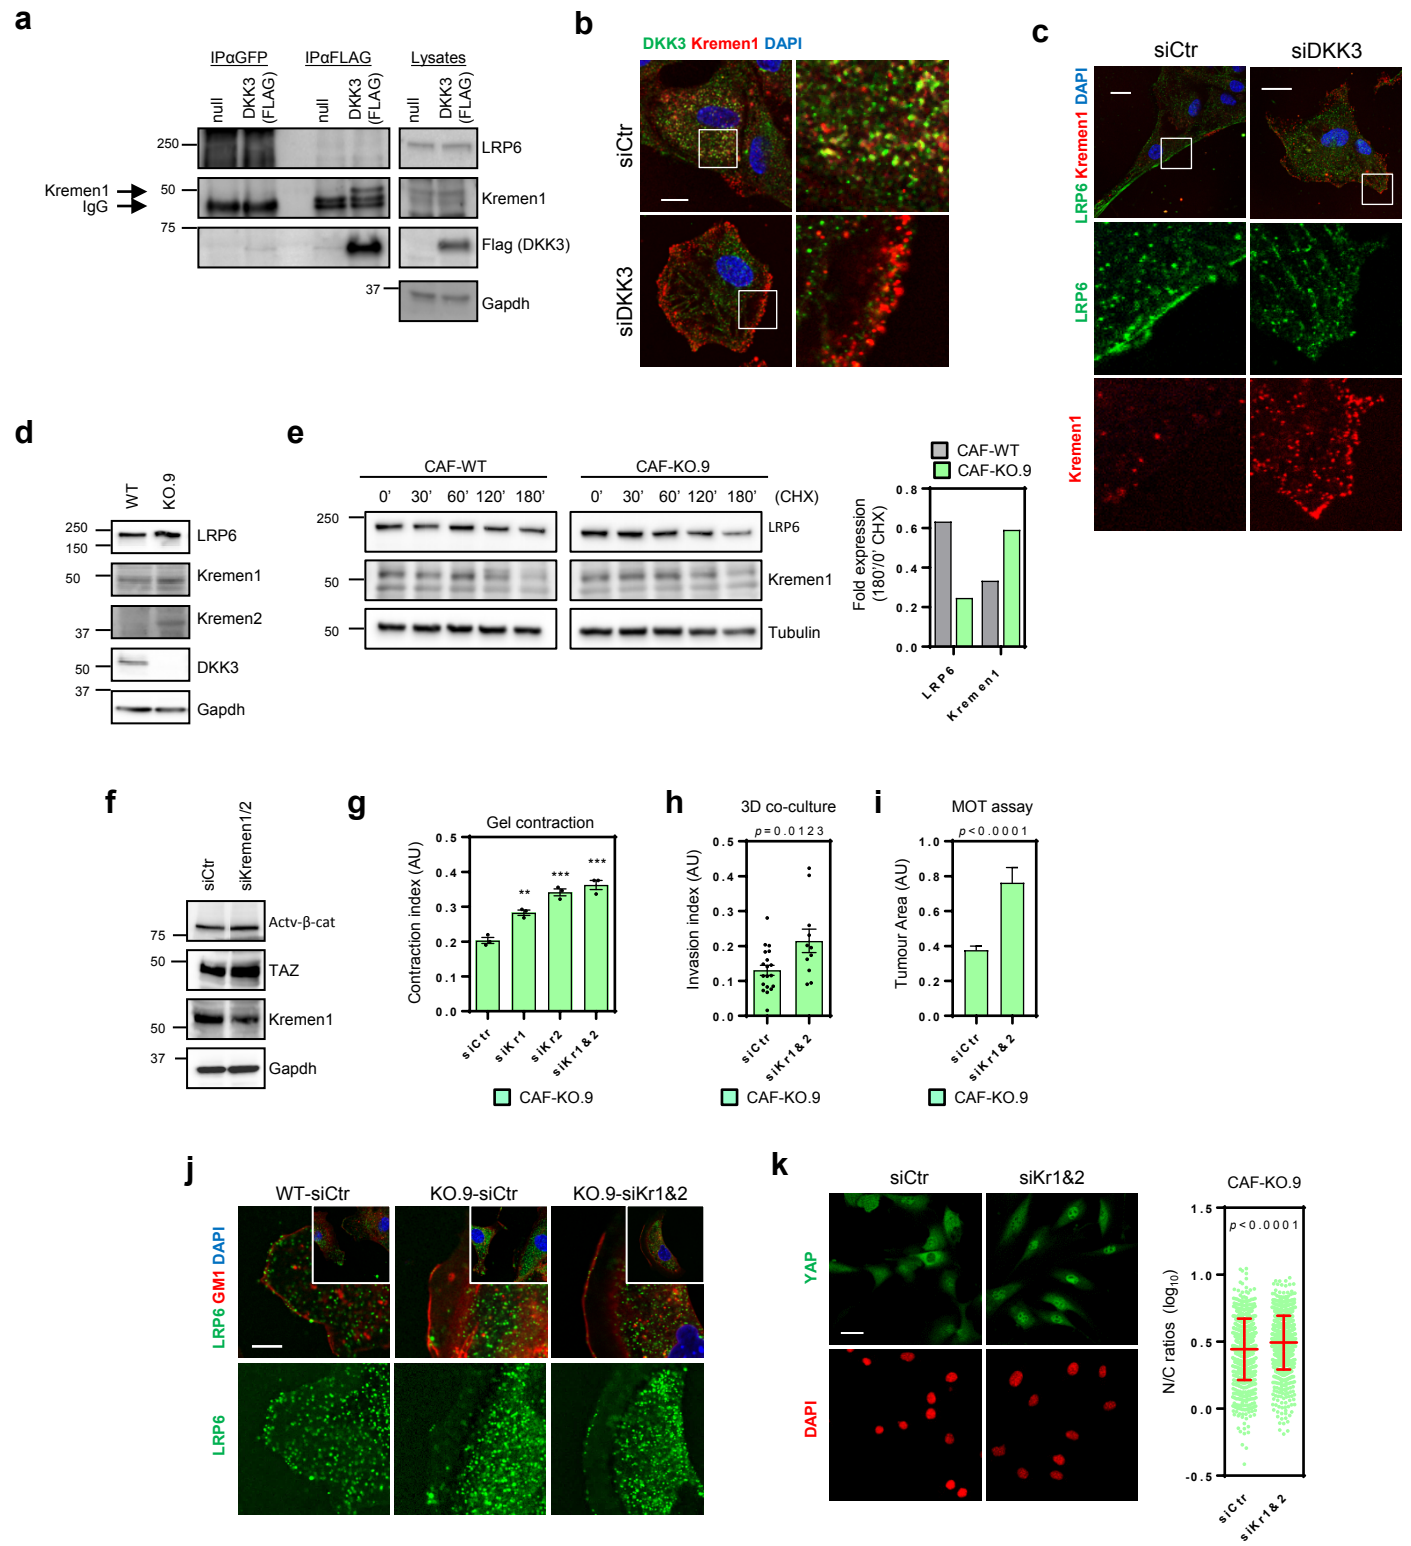 a
IPαGFP IPαFLAG Lysates
null DKK3 (FLAG) null DKK3 (FLAG) null DKK3 (FLAG)
250 LRP6
Kremen1 50 Kremen1
IgG
75 Flag (DKK3)
37 Gapdh
b
DKK3 Kremen1 DAPI
siCtr
siDKK3
c
siCtr siDKK3
LRP6 Kremen1 DAPI
LRP6
Kremen1
d
WT KO.9
250 LRP6
150
50 Kremen1
37 Kremen2
50 DKK3
37 Gapdh
e
CAF-WT CAF-KO.9
0' 30' 60' 120' 180' 0' 30' 60' 120' 180' (CHX)
250 LRP6
50 Kremen1
50 Tubulin
CAF-WT
CAF-KO.9
Fold expression
(180'/0' CHX)
0.8
0.6
0.4
0.2
0.0
LRP6 Kremen1
f
siCtr siKremen1/2
75 Actv-β-cat
50 TAZ
50 Kremen1
37 Gapdh
g
Gel contraction
Contraction index (AU)
0.5
0.4
0.3
0.2
0.1
0.0
** *** ***
siCtr siKr1 siKr2 siKr1&2
CAF-KO.9
h
3D co-culture
p=0.0123
Invasion index (AU)
0.5
0.4
0.3
0.2
0.1
0.0
siCtr siKr1&2
CAF-KO.9
i
MOT assay
p<0.0001
Tumour Area (AU)
1.0
0.8
0.6
0.4
0.2
0.0
siCtr siKr1&2
CAF-KO.9
j
WT-siCtr KO.9-siCtr KO.9-siKr1&2
LRP6 GM1 DAPI
LRP6
k
siCtr siKr1&2
YAP
DAPI
CAF-KO.9
p<0.0001
N/C ratios (log₁₀)
1.5
1.0
0.5
0.0
-0.5
siCtr siKr1&2